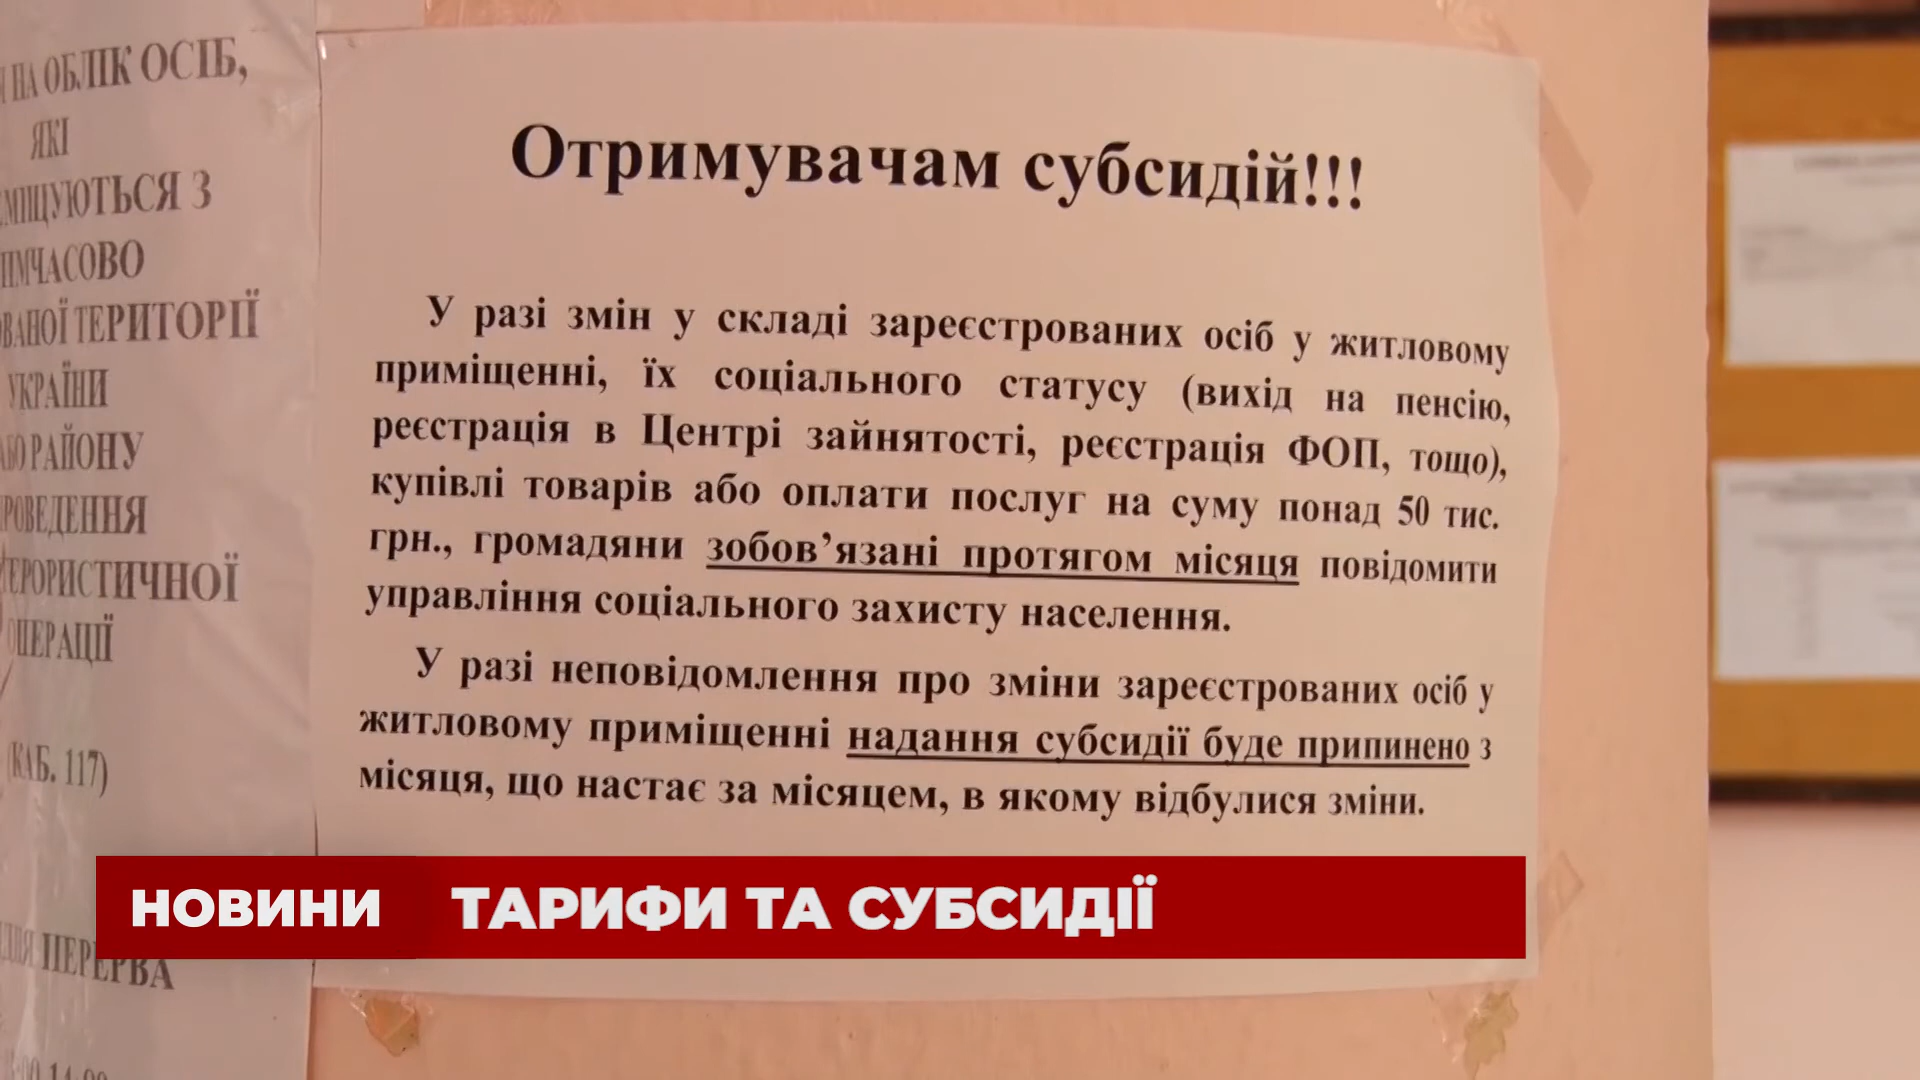 НА ОБЛІК ОСІБ,
ЯКІ
З
ТЕРИТОРІЇ
УКРАЇНИ
РАЙОНУ
ОПЕРАЦІЇ
(КАБ. 117)
ПЕРЕРВА
Отримувачам субсидій!!!
У разі змін у складі зареєстрованих осіб у житловому
приміщенні, їх соціального статусу (вихід на пенсію,
реєстрація в Центрі зайнятості, реєстрація ФОП, тощо),
купівлі товарів або оплати послуг на суму понад 50 тис.
грн., громадяни зобов’язані протягом місяця повідомити
управління соціального захисту населення.
У разі неповідомлення про зміни зареєстрованих осіб у
житловому приміщенні надання субсидії буде припинено з
місяця, що настає за місяцем, в якому відбулися зміни.
НОВИНИ ТАРИФИ ТА СУБСИДІЇ